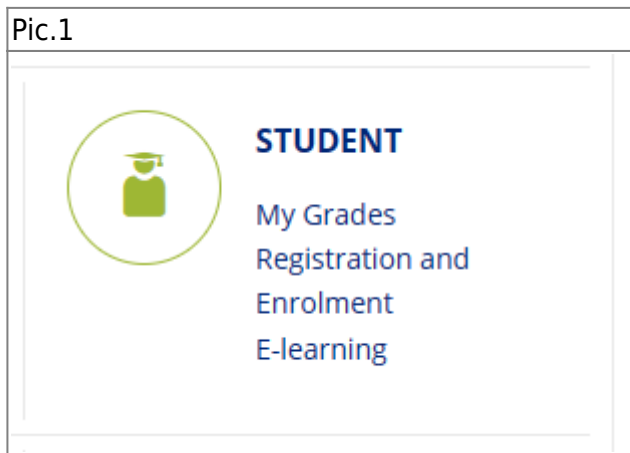 Pic.1
STUDENT
My Grades
Registration and
Enrolment
E-learning